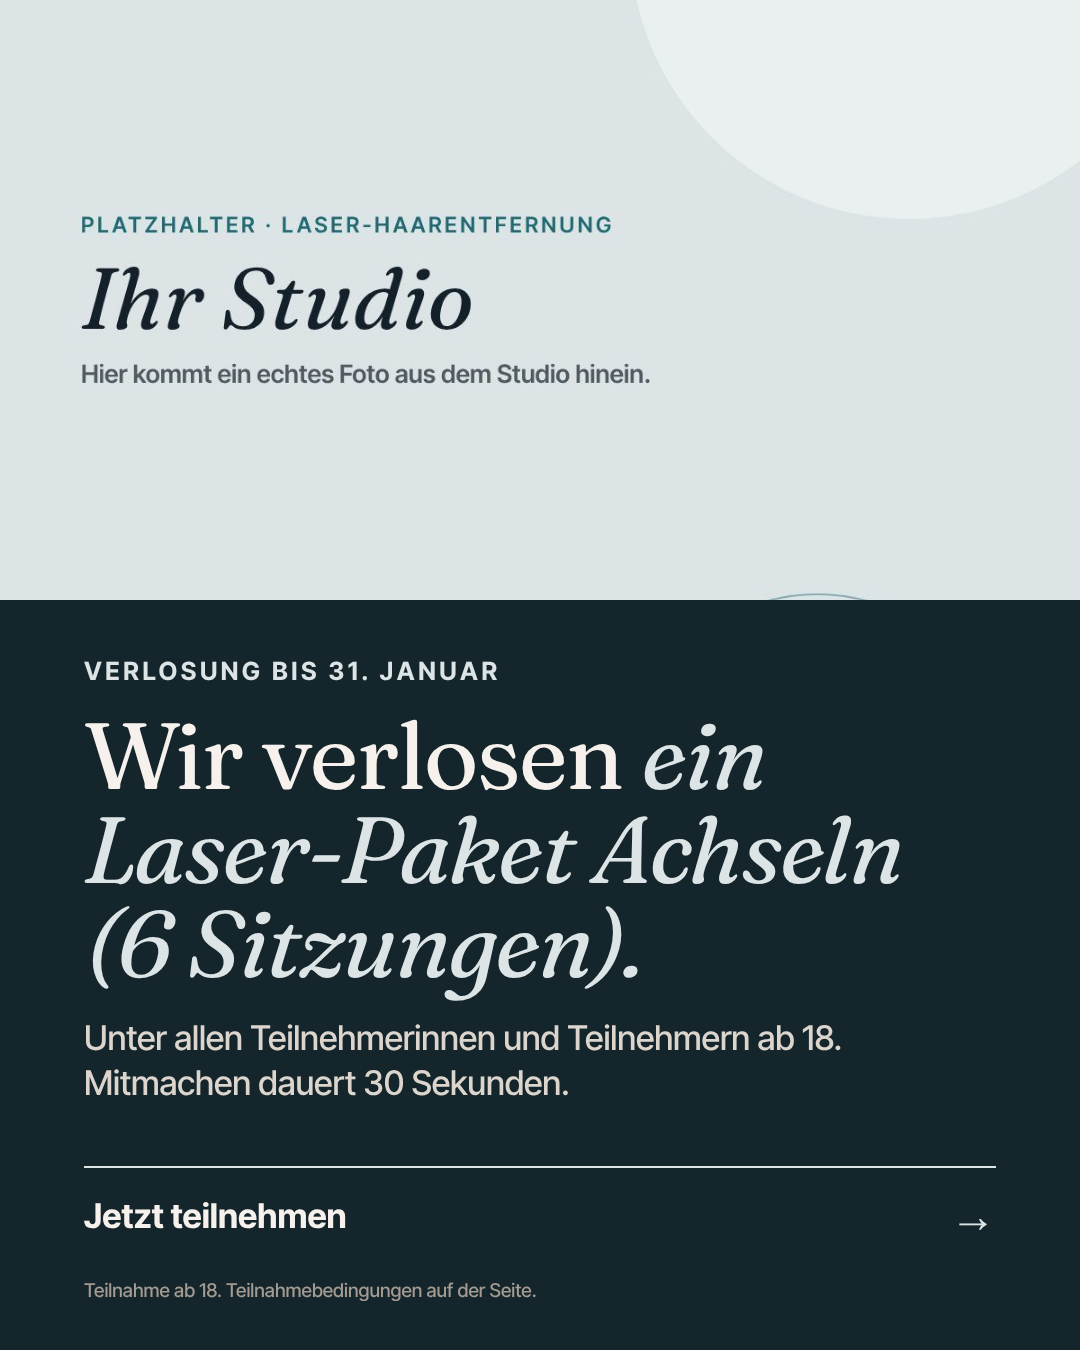 PLATZHALTER · LASER-HAARENTFERNUNG
Ihr Studio
Hier kommt ein echtes Foto aus dem Studio hinein.
VERLOSUNG BIS 31. JANUAR
Wir verlosen ein
Laser-Paket Achseln
(6 Sitzungen).
Unter allen Teilnehmerinnen und Teilnehmern ab 18.
Mitmachen dauert 30 Sekunden.
Jetzt teilnehmen →
Teilnahme ab 18. Teilnahmebedingungen auf der Seite.